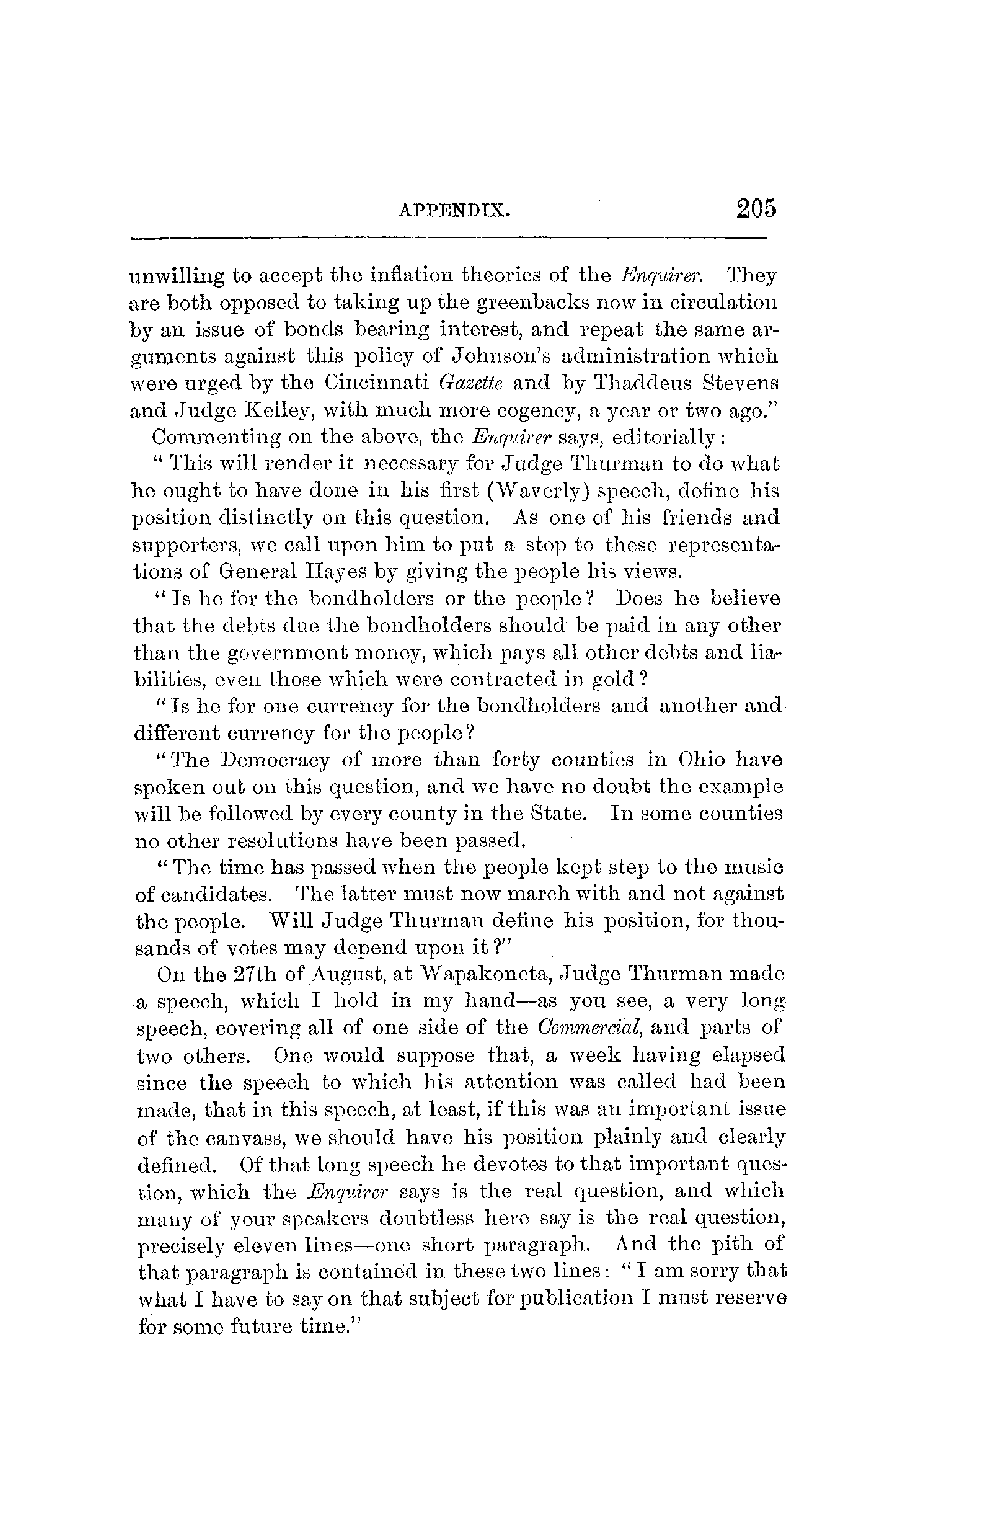 APPENDIX. 205
unwilling to accept the inflation theories of the Enquirer. They
are both opposed to taking up the greenbacks now in circulation
by an issue of bonds bearing interest, and repeat the same ar-
guments against this policy of Johnson's administration which
were urged by the Cincinnati Gazette and by Thaddeus Stevens
and Judge Kelley, with much more cogency, a year or two ago."
Commenting on the above, the Enquirer says, editorially:
"This will render it necessary for Judge Thurman to do what
he ought to have done in his first (Waverly) speech, define his
position distinctly on this question. As one of his friends and
supporters, we call upon him to put a stop to these representa-
tions of General Hayes by giving the people his views.
"Is he for the bondholders or the people? Does he believe
that the debts due the bondholders should be paid in any other
than the government money, which pays all other debts and lia-
bilities, even those which were contracted in gold?
"Is he for one currency for the bondholders and another and
different currency for the people?
"The Democracy of more than forty counties in Ohio have
spoken out on this question, and we have no doubt the example
will be followed by every county in the State. In some counties
no other resolutions have been passed.
"The time has passed when the people kept step to the music
of candidates. The latter must now march with and not against
the people. Will Judge Thurman define his position, for thou-
sands of votes may depend upon it?"
On the 27th of August, at Wapakoneta, Judge Thurman made
a speech, which I hold in my hand—as you see, a very long
speech, covering all of one side of the Commercial, and parts of
two others. One would suppose that, a week having elapsed
since the speech to which his attention was called had been
made, that in this speech, at least, if this was an important issue
of the canvass, we should have his position plainly and clearly
defined. Of that long speech he devotes to that important ques-
tion, which the Enquirer says is the real question, and which
many of your speakers doubtless here say is the real question,
precisely eleven lines—one short paragraph. And the pith of
that paragraph is contained in these two lines: "I am sorry that
what I have to say on that subject for publication I must reserve
for some future time."